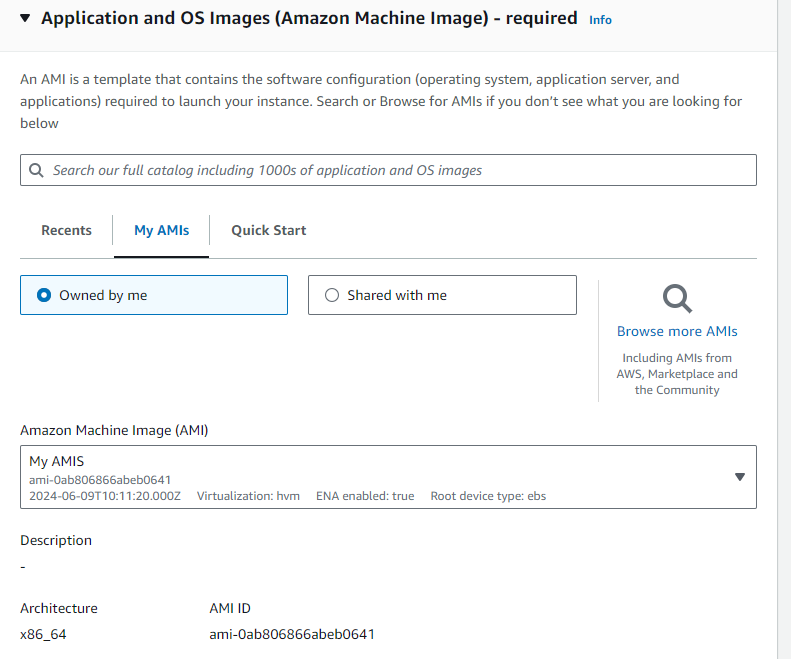 Application and OS Images (Amazon Machine Image) - required Info
An AMI is a template that contains the software configuration (operating system, application server, and
applications) required to launch your instance. Search or Browse for AMIs if you don't see what you are looking for
below
Search our full catalog including 1000s of application and OS images
Recents My AMIs Quick Start
Owned by me Shared with me
Browse more AMIs
Including AMIs from
AWS, Marketplace and
the Community
Amazon Machine Image (AMI)
My AMIS
ami-0ab806866abeb0641
2024-06-09T10:11:20.000Z Virtualization: hvm ENA enabled: true Root device type: ebs
Description
-
Architecture AMI ID
x86_64 ami-0ab806866abeb0641